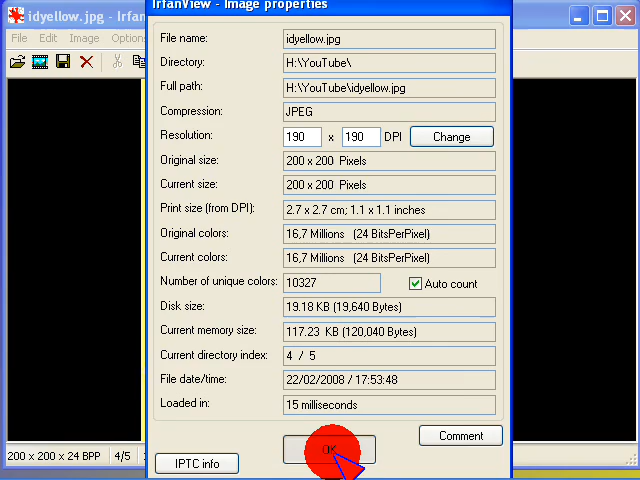 idyellow.jpg - Irfan
IrfanView - Image properties
File Edit Image Options
File name: idyellow.jpg
Directory: H:\YouTube\
Full path: H:\YouTube\idyellow.jpg
Compression: JPEG
Resolution: 190 x 190 DPI Change
Original size: 200 x 200 Pixels
Current size: 200 x 200 Pixels
Print size (from DPI): 2.7 x 2.7 cm; 1.1 x 1.1 inches
Original colors: 16,7 Millions (24 BitsPerPixel)
Current colors: 16,7 Millions (24 BitsPerPixel)
Number of unique colors: 10327 Auto count
Disk size: 19.18 KB (19,640 Bytes)
Current memory size: 117.23 KB (120,040 Bytes)
Current directory index: 4 / 5
File date/time: 22/02/2008 / 17:53:48
Loaded in: 15 milliseconds
Comment
OK
IPTC info
200 x 200 x 24 BPP 4/5